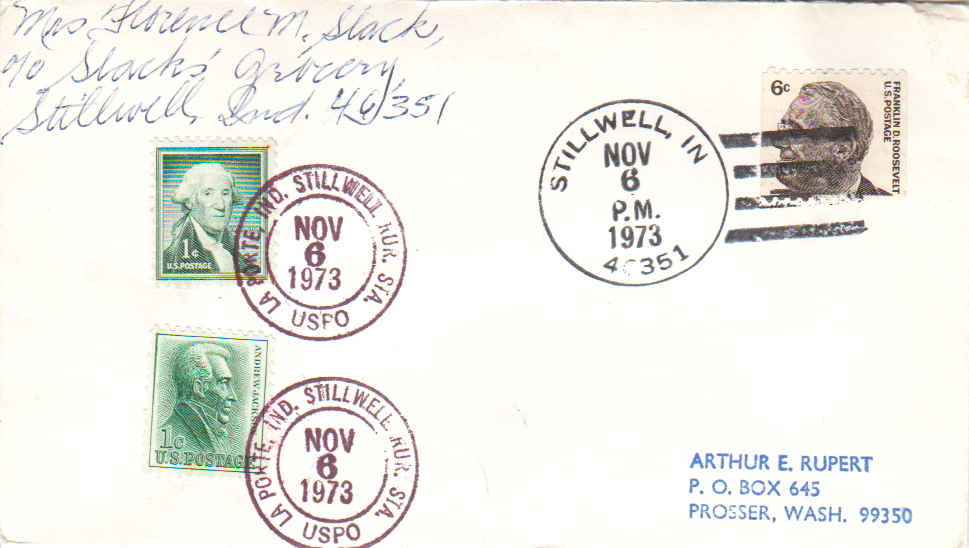 Mrs. Florence M. Slack,
c/o Slacks' Grocery,
Stillwell, Ind. 46351
6c
FRANKLIN D. ROOSEVELT
U.S. POSTAGE
STILLWELL, IN
NOV
6
P.M.
1973
46351
1c
U.S. POSTAGE
LA PORTE, IND. STILLWELL RUR. STA.
NOV
6
1973
USPO
ANDREW JACKSON
1c
U.S. POSTAGE
LA PORTE, IND. STILLWELL RUR. STA.
NOV
6
1973
USPO
ARTHUR E. RUPERT
P. O. BOX 645
PROSSER, WASH. 99350